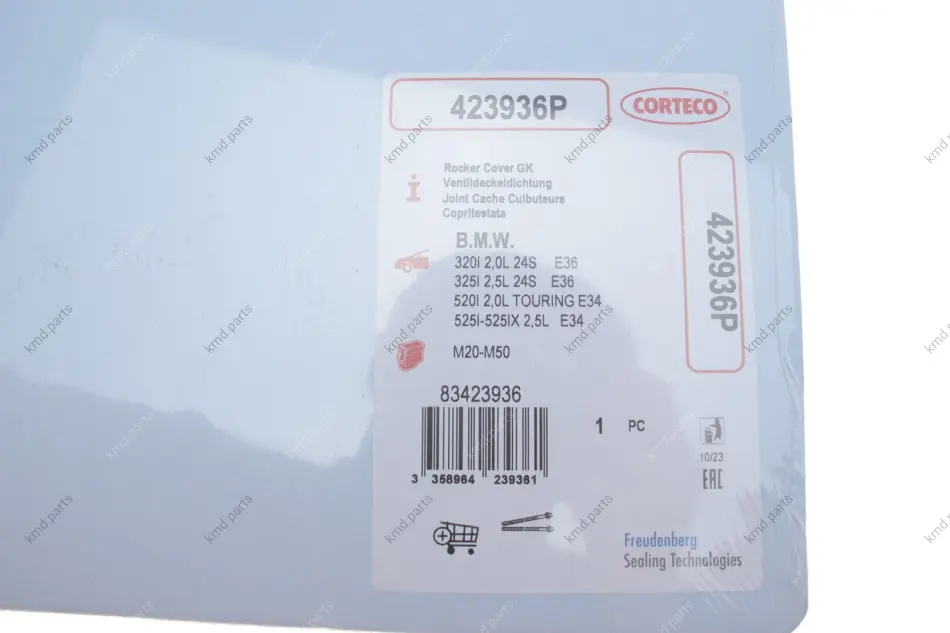 423936P
CORTECO
Rocker Cover GK
Ventildeckeldichtung
Joint Cache Culbuteurs
Copritestata
B.M.W.
320I 2,0L 24S E36
325I 2,5L 24S E36
520I 2,0L TOURING E34
525I-525IX 2,5L E34
M20-M50
423936P
83423936
3 358964 239361
1 PC
10/23
EAC
Freudenberg
Sealing Technologies
kmd.parts